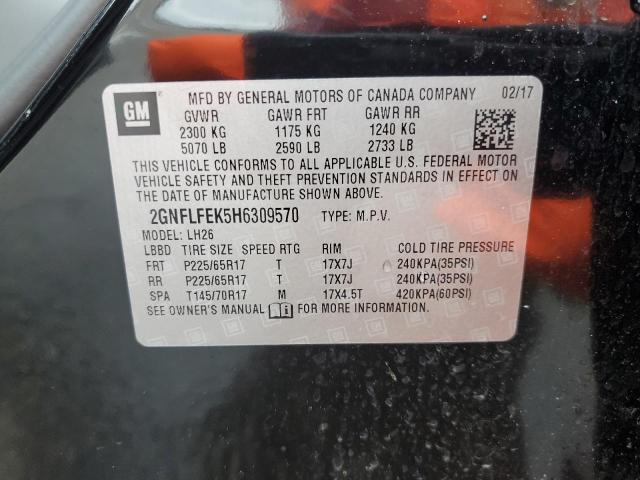 GM
MFD BY GENERAL MOTORS OF CANADA COMPANY 02/17
GVWR GAWR FRT GAWR RR
2300 KG 1175 KG 1240 KG
5070 LB 2590 LB 2733 LB
THIS VEHICLE CONFORMS TO ALL APPLICABLE U.S. FEDERAL MOTOR
VEHICLE SAFETY AND THEFT PREVENTION STANDARDS IN EFFECT ON
THE DATE OF MANUFACTURE SHOWN ABOVE.
2GNFLFEK5H6309570 TYPE: M.P.V.
MODEL: LH26
LBBD TIRE SIZE SPEED RTG RIM COLD TIRE PRESSURE
FRT P225/65R17 T 17X7J 240KPA(35PSI)
RR P225/65R17 T 17X7J 240KPA(35PSI)
SPA T145/70R17 M 17X4.5T 420KPA(60PSI)
SEE OWNER'S MANUAL FOR MORE INFORMATION.